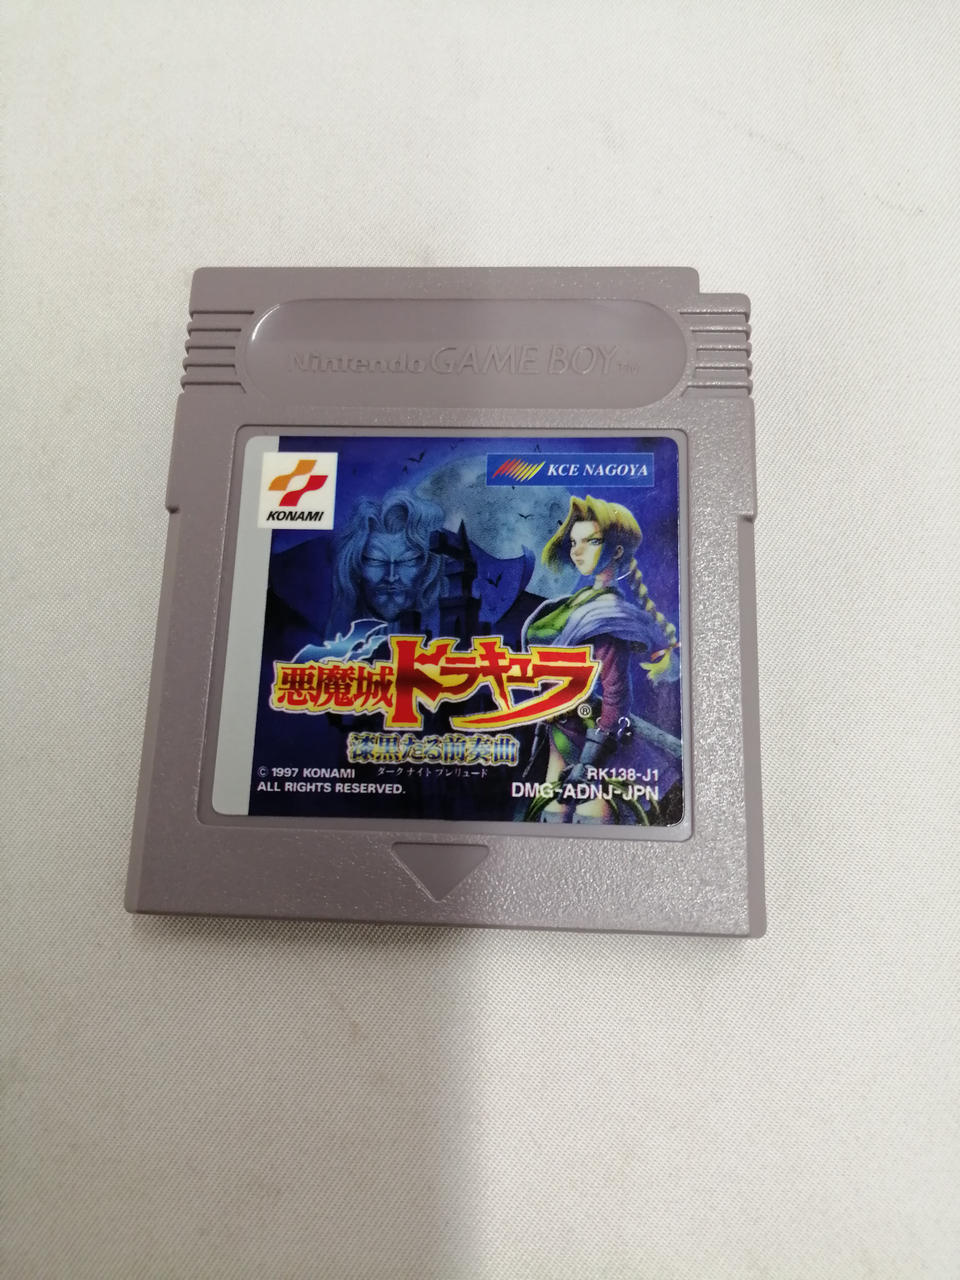 Nintendo GAME BOY TM
KONAMI
KCE NAGOYA
悪魔城ドラキュラ®
漆黒たる前奏曲
ダークナイトプレリュード
© 1997 KONAMI
ALL RIGHTS RESERVED.
RK138-J1
DMG-ADNJ-JPN